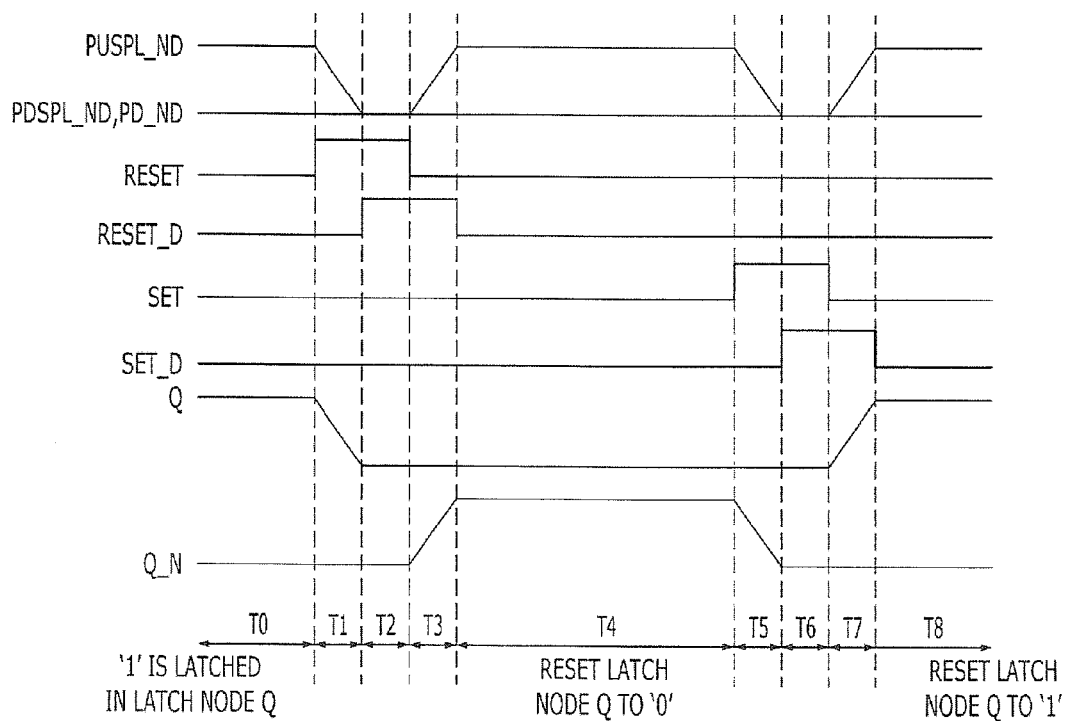 PUSPL_ND
PDSPL_ND,PD_ND
RESET
RESET_D
SET
SET_D
Q
Q_N
T0 T1 T2 T3 T4 T5 T6 T7 T8
'1' IS LATCHED
IN LATCH NODE Q
RESET LATCH
NODE Q TO '0'
RESET LATCH
NODE Q TO '1'